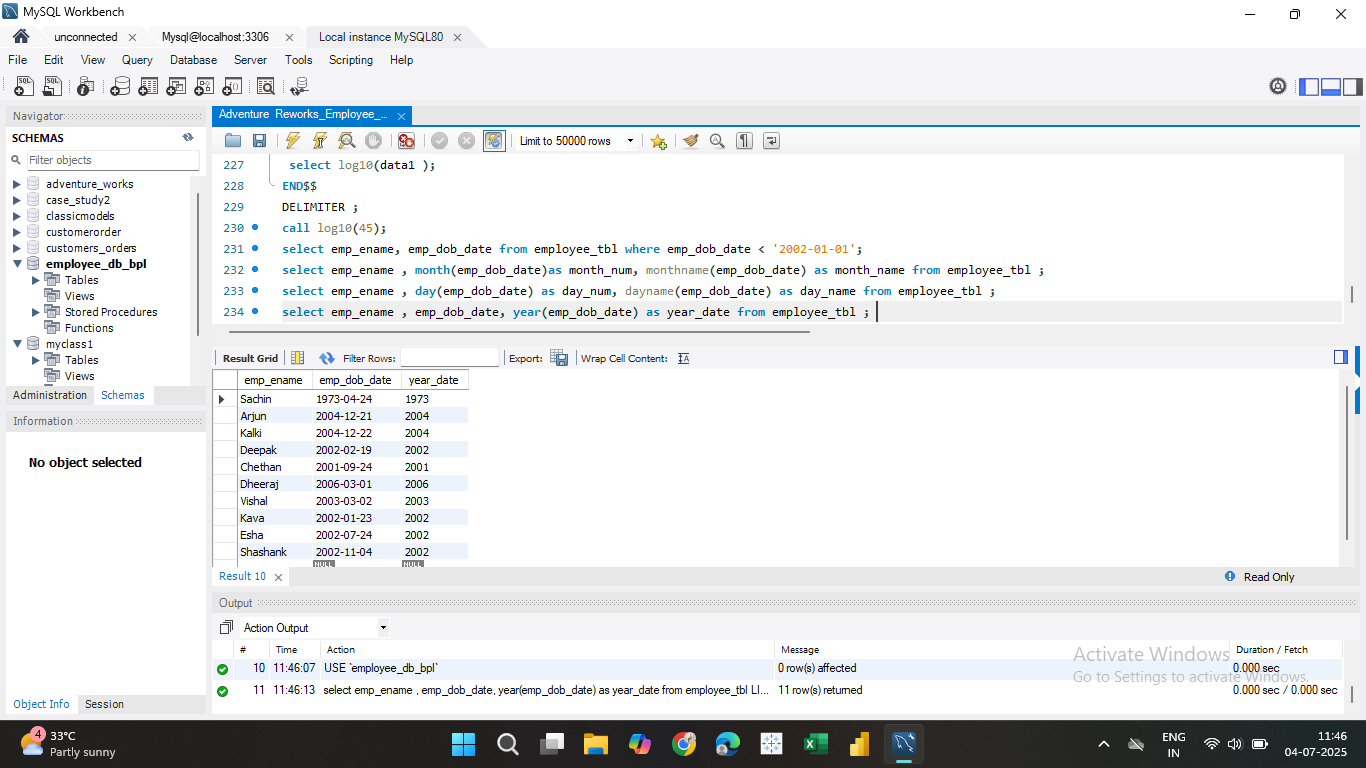 MySQL Workbench
unconnected
Mysql@localhost:3306
Local instance MySQL80
File Edit View Query Database Server Tools Scripting Help
Navigator
SCHEMAS
Filter objects
adventure_works
case_study2
classicmodels
customerorder
customers_orders
employee_db_bpl
Tables
Views
Stored Procedures
Functions
myclass1
Tables
Views
Administration Schemas
Information
No object selected
Object Info Session
Adventure Reworks_Employee_...
Limit to 50000 rows
227 select log10(data1 );
228 END$$
229 DELIMITER ;
230 call log10(45);
231 select emp_ename, emp_dob_date from employee_tbl where emp_dob_date < '2002-01-01';
232 select emp_ename , month(emp_dob_date)as month_num, monthname(emp_dob_date) as month_name from employee_tbl ;
233 select emp_ename , day(emp_dob_date) as day_num, dayname(emp_dob_date) as day_name from employee_tbl ;
234 select emp_ename , emp_dob_date, year(emp_dob_date) as year_date from employee_tbl ;
Result Grid Filter Rows: Export: Wrap Cell Content:
emp_ename emp_dob_date year_date
Sachin 1973-04-24 1973
Arjun 2004-12-21 2004
Kalki 2004-12-22 2004
Deepak 2002-02-19 2002
Chethan 2001-09-24 2001
Dheeraj 2006-03-01 2006
Vishal 2003-03-02 2003
Kava 2002-01-23 2002
Esha 2002-07-24 2002
Shashank 2002-11-04 2002
NULL NULL
Result 10
Read Only
Output
Action Output
# Time Action Message Duration / Fetch
10 11:46:07 USE `employee_db_bpl` 0 row(s) affected 0.000 sec
11 11:46:13 select emp_ename , emp_dob_date, year(emp_dob_date) as year_date from employee_tbl LI... 11 row(s) returned 0.000 sec / 0.000 sec
Activate Windows
Go to Settings to activate Windows.
4
33°C
Partly sunny
ENG
IN
11:46
04-07-2025